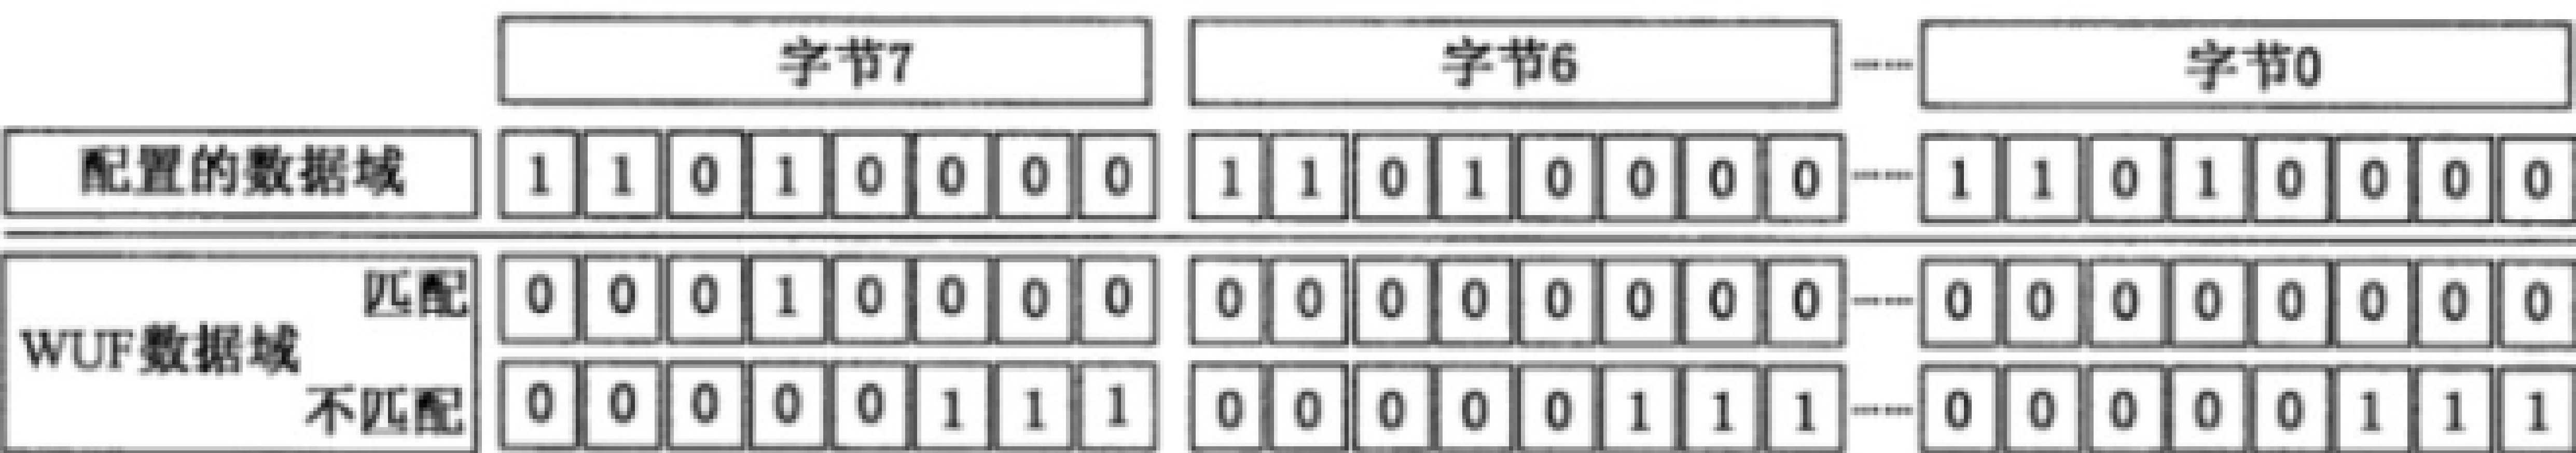 字节7 字节6 …… 字节0
配置的数据域 1 1 0 1 0 0 0 0 1 1 0 1 0 0 0 0 …… 1 1 0 1 0 0 0 0
匹配 0 0 0 1 0 0 0 0 0 0 0 0 0 0 0 0 …… 0 0 0 0 0 0 0 0
WUF数据域
不匹配 0 0 0 0 0 1 1 1 0 0 0 0 0 1 1 1 …… 0 0 0 0 0 1 1 1